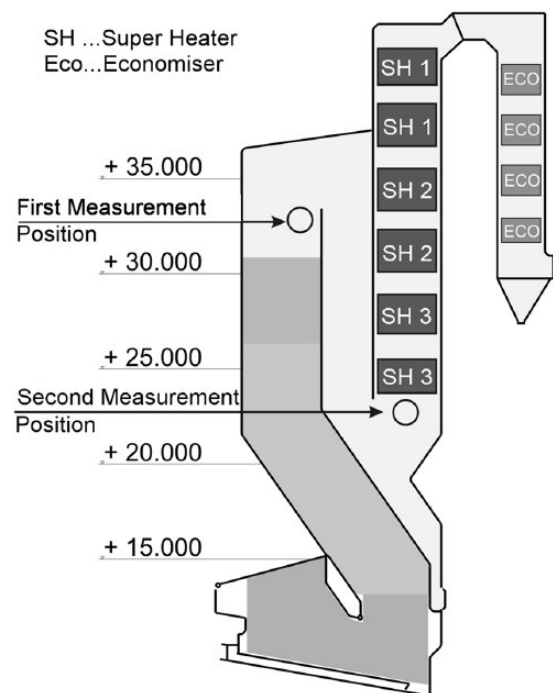 SH ...Super Heater
Eco...Economiser
SH 1
ECO
SH 1
ECO
+ 35.000
SH 2
ECO
First Measurement
Position
ECO
SH 2
+ 30.000
SH 3
+ 25.000
SH 3
Second Measurement
Position
+ 20.000
+ 15.000